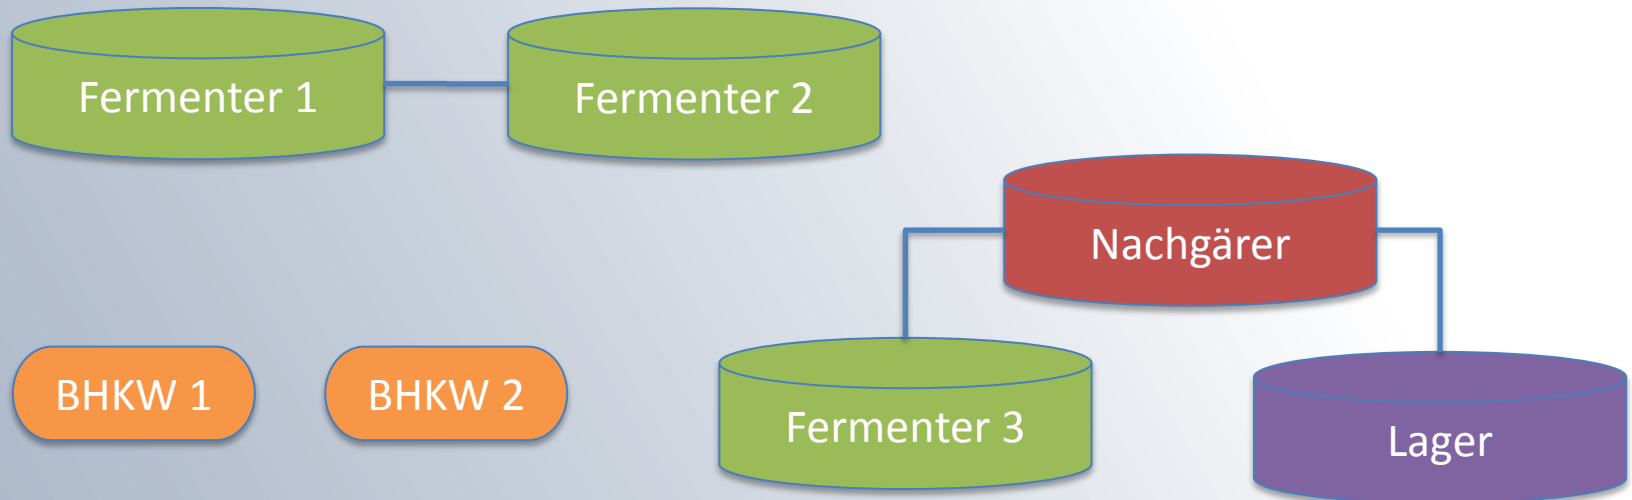 Fermenter 1
Fermenter 2
Nachgärer
BHKW 1
BHKW 2
Fermenter 3
Lager